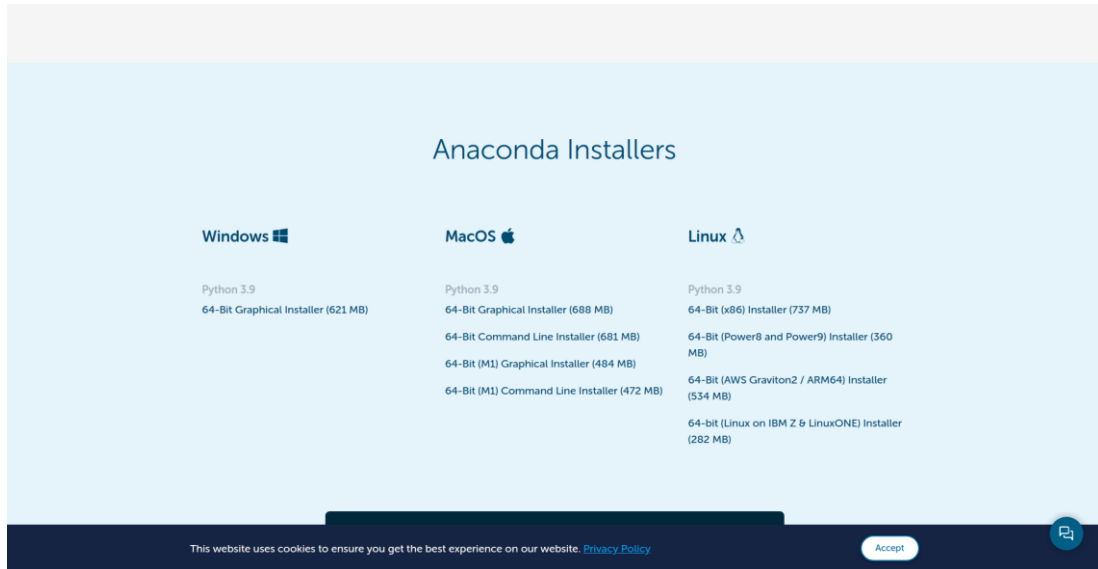 Anaconda Installers
Windows
Python 3.9
64-Bit Graphical Installer (621 MB)
MacOS
Python 3.9
64-Bit Graphical Installer (688 MB)
64-Bit Command Line Installer (681 MB)
64-Bit (M1) Graphical Installer (484 MB)
64-Bit (M1) Command Line Installer (472 MB)
Linux
Python 3.9
64-Bit (x86) Installer (737 MB)
64-Bit (Power8 and Power9) Installer (360
MB)
64-Bit (AWS Graviton2 / ARM64) Installer
(534 MB)
64-bit (Linux on IBM Z & LinuxONE) Installer
(282 MB)
This website uses cookies to ensure you get the best experience on our website. Privacy Policy
Accept